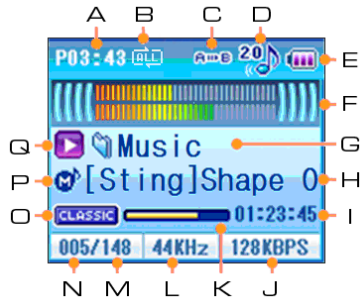 A B C D
P03:43 ALL A B 20 E
F
Q Music G
P M [Sting]Shape O H
O CLASSIC 01:23:45 I
005/148 44KHz 128KBPS
N M L K J